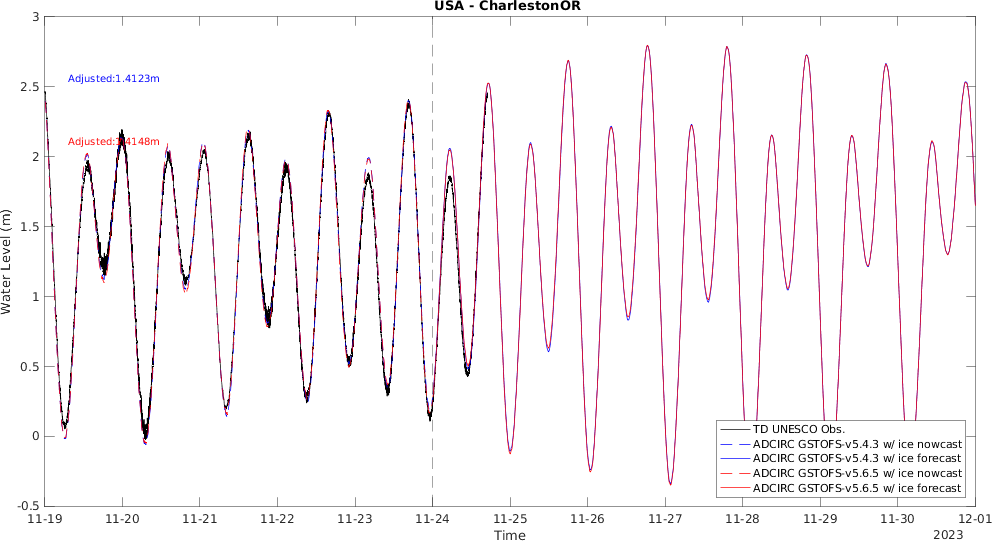 USA - CharlestonOR
Water Level (m)
3
2.5
2
1.5
1
0.5
0
-0.5
Adjusted:1.4123m
Adjusted:1.4148m
TD UNESCO Obs.
ADCIRC GSTOFS-v5.4.3 w/ ice nowcast
ADCIRC GSTOFS-v5.4.3 w/ ice forecast
ADCIRC GSTOFS-v5.6.5 w/ ice nowcast
ADCIRC GSTOFS-v5.6.5 w/ ice forecast
11-19 11-20 11-21 11-22 11-23 11-24 11-25 11-26 11-27 11-28 11-29 11-30 12-01
Time
2023